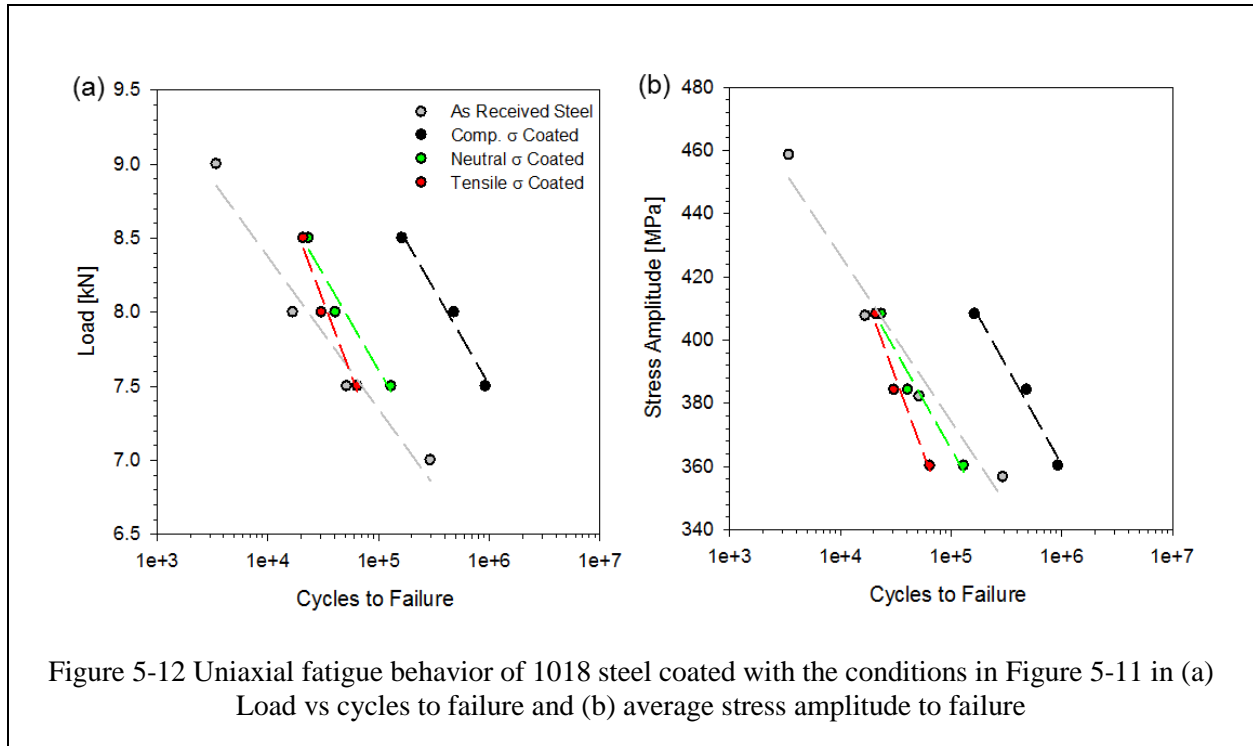 (a)
9.5
9.0
8.5
8.0
7.5
7.0
6.5
Load [kN]
1e+3 1e+4 1e+5 1e+6 1e+7
Cycles to Failure
As Received Steel
Comp. σ Coated
Neutral σ Coated
Tensile σ Coated
(b)
480
460
440
420
400
380
360
340
Stress Amplitude [MPa]
1e+3 1e+4 1e+5 1e+6 1e+7
Cycles to Failure
Figure 5-12 Uniaxial fatigue behavior of 1018 steel coated with the conditions in Figure 5-11 in (a)
Load vs cycles to failure and (b) average stress amplitude to failure